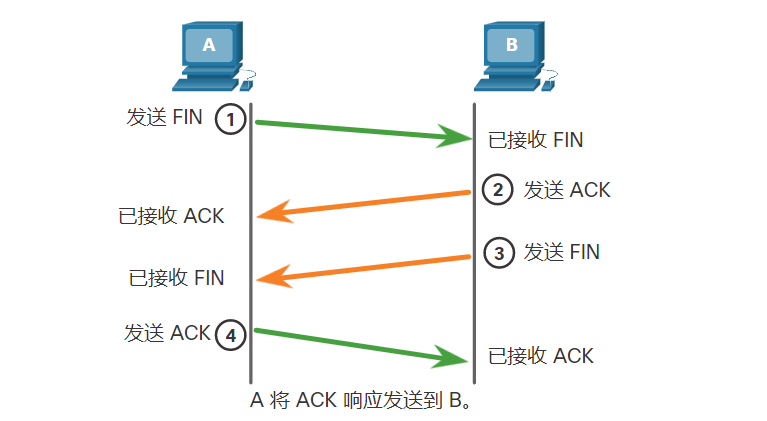 A
B
发送 FIN
1
已接收 FIN
2
发送 ACK
已接收 ACK
3
发送 FIN
已接收 FIN
发送 ACK
4
已接收 ACK
A 将 ACK 响应发送到 B。